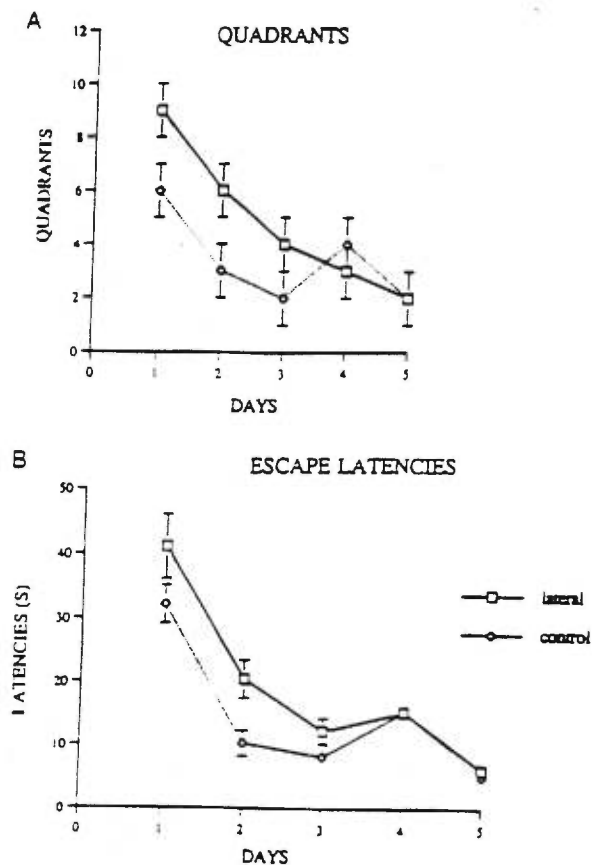 A
QUADRANTS
12
10
8
6
4
2
0
QUADRANTS
0 1 2 3 4 5
DAYS
B
ESCAPE LATENCIES
50
40
30
20
10
0
LATENCIES (S)
lateral
control
0 1 2 3 4 5
DAYS